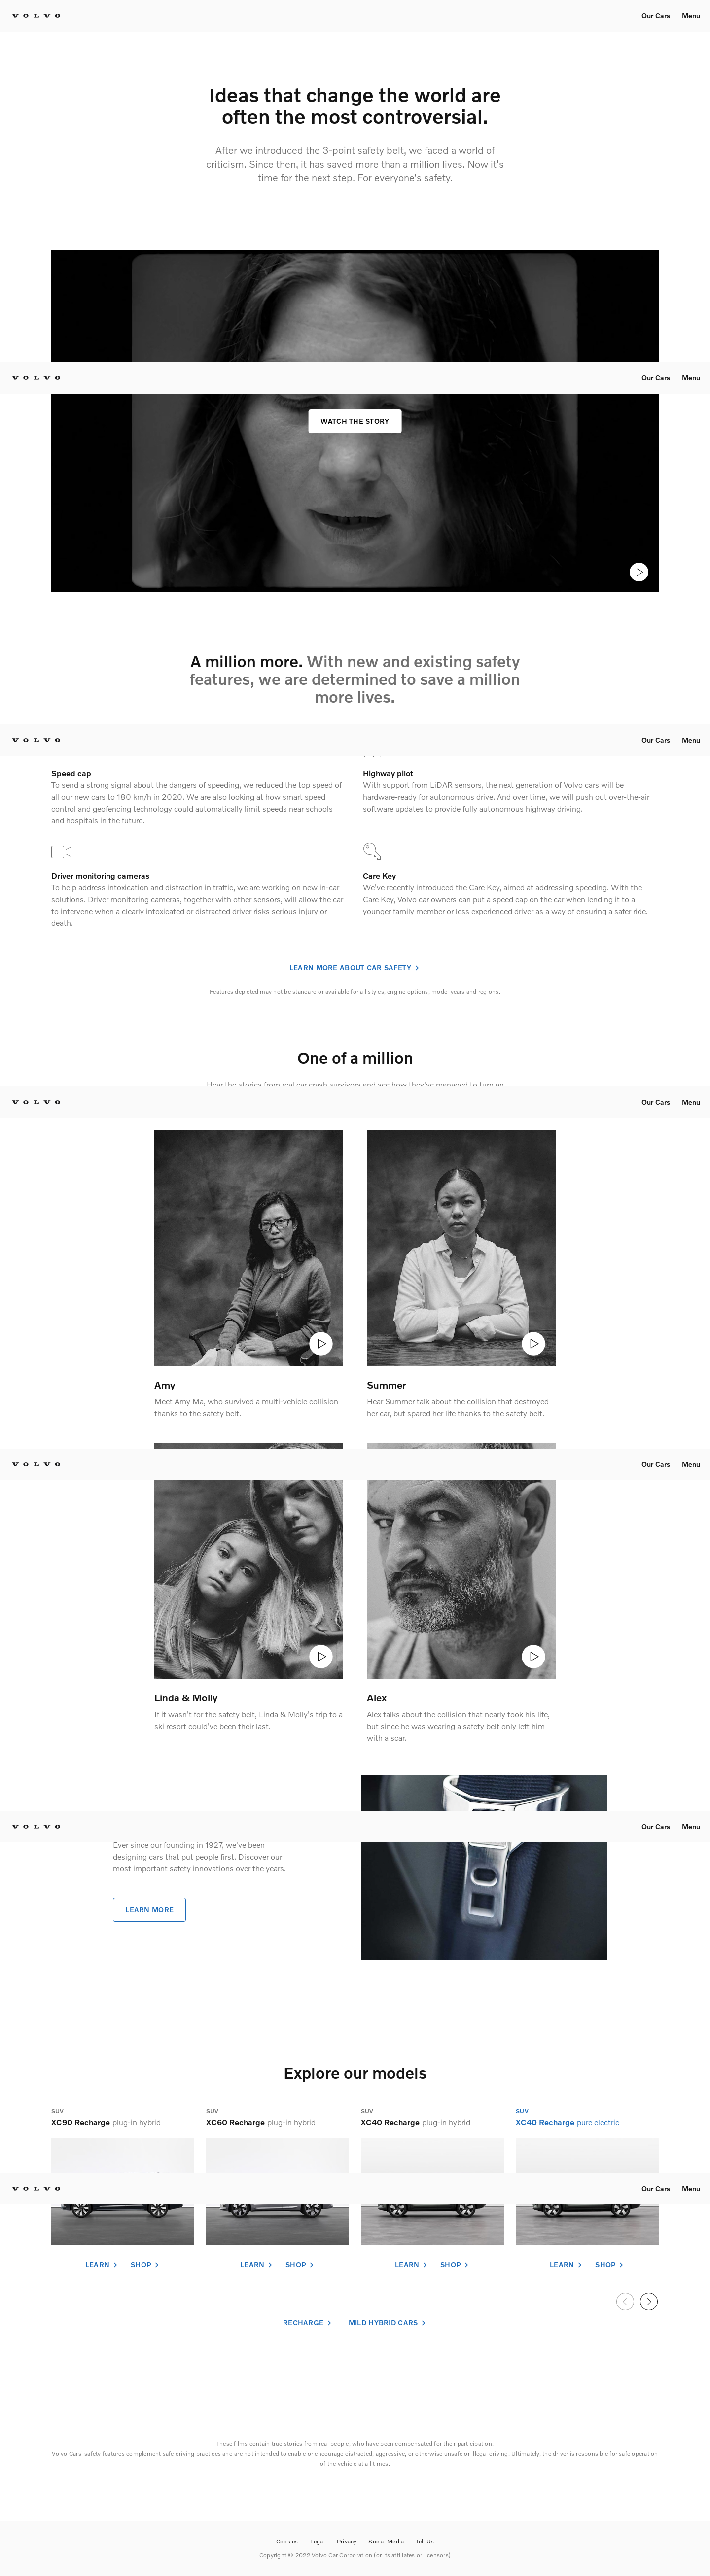 VOLVO
Our Cars Menu
Ideas that change the world are
often the most controversial.
After we introduced the 3-point safety belt, we faced a world of
criticism. Since then, it has saved more than a million lives. Now it's
time for the next step. For everyone's safety.
VOLVO
Our Cars Menu
WATCH THE STORY
A million more. With new and existing safety
features, we are determined to save a million
more lives.
VOLVO
Our Cars Menu
Speed cap
To send a strong signal about the dangers of speeding, we reduced the top speed of
all our new cars to 180 km/h in 2020. We are also looking at how smart speed
control and geofencing technology could automatically limit speeds near schools
and hospitals in the future.
Highway pilot
With support from LiDAR sensors, the next generation of Volvo cars will be
hardware-ready for autonomous drive. And over time, we will push out over-the-air
software updates to provide fully autonomous highway driving.
Driver monitoring cameras
To help address intoxication and distraction in traffic, we are working on new in-car
solutions. Driver monitoring cameras, together with other sensors, will allow the car
to intervene when a clearly intoxicated or distracted driver risks serious injury or
death.
Care Key
We've recently introduced the Care Key, aimed at addressing speeding. With the
Care Key, Volvo car owners can put a speed cap on the car when lending it to a
younger family member or less experienced driver as a way of ensuring a safer ride.
LEARN MORE ABOUT CAR SAFETY
Features depicted may not be standard or available for all styles, engine options, model years and regions.
One of a million
Hear the stories from real car crash survivors and see how they've managed to turn an
VOLVO
Our Cars Menu
Amy
Meet Amy Ma, who survived a multi-vehicle collision
thanks to the safety belt.
Summer
Hear Summer talk about the collision that destroyed
her car, but spared her life thanks to the safety belt.
VOLVO
Our Cars Menu
Linda & Molly
If it wasn't for the safety belt, Linda & Molly's trip to a
ski resort could've been their last.
Alex
Alex talks about the collision that nearly took his life,
but since he was wearing a safety belt only left him
with a scar.
VOLVO
Our Cars Menu
Ever since our founding in 1927, we've been
designing cars that put people first. Discover our
most important safety innovations over the years.
LEARN MORE
Explore our models
SUV
XC90 Recharge plug-in hybrid
SUV
XC60 Recharge plug-in hybrid
SUV
XC40 Recharge plug-in hybrid
SUV
XC40 Recharge pure electric
VOLVO
Our Cars Menu
LEARN SHOP
LEARN SHOP
LEARN SHOP
LEARN SHOP
RECHARGE MILD HYBRID CARS
These films contain true stories from real people, who have been compensated for their participation.
Volvo Cars' safety features complement safe driving practices and are not intended to enable or encourage distracted, aggressive, or otherwise unsafe or illegal driving. Ultimately, the driver is responsible for safe operation
of the vehicle at all times.
Cookies Legal Privacy Social Media Tell Us
Copyright © 2022 Volvo Car Corporation (or its affiliates or licensors)